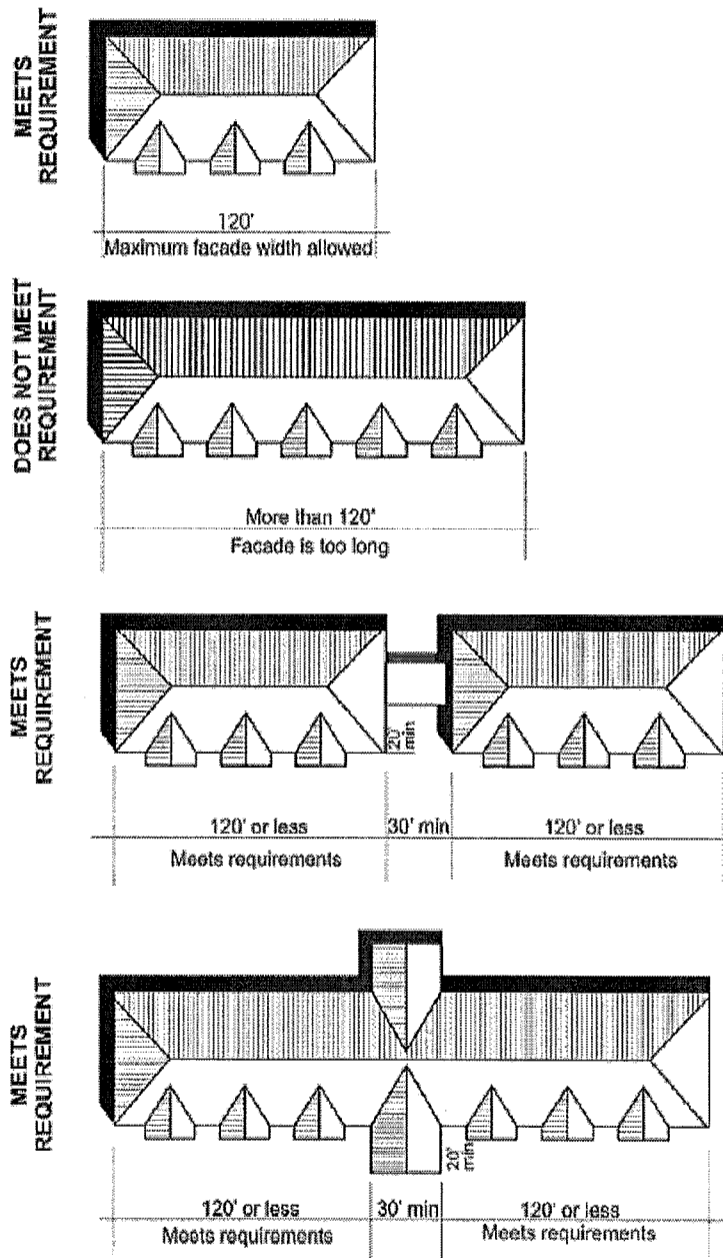 MEETS
REQUIREMENT
120'
Maximum facade width allowed
DOES NOT MEET
REQUIREMENT
More than 120'
Facade is too long
MEETS
REQUIREMENT
20'
min
120' or less
30' min
120' or less
Meets requirements
Meets requirements
MEETS
REQUIREMENT
20'
min
120' or less
30' min
120' or less
Meets requirements
Meets requirements